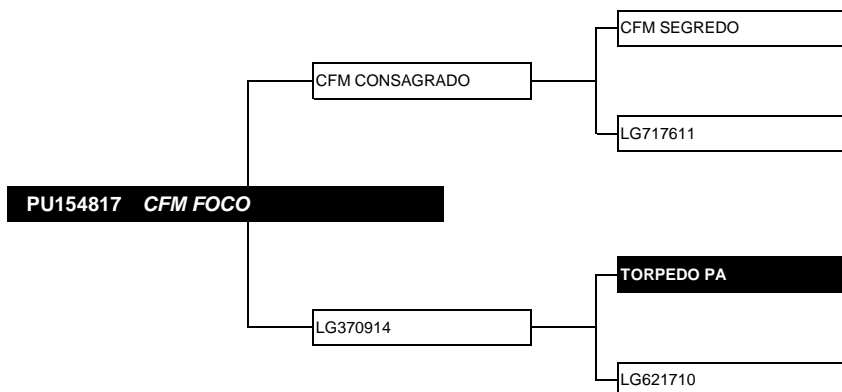 CFM SEGREDO
CFM CONSAGRADO
LG717611
PU154817 CFM FOCO
TORPEDO PA
LG370914
LG621710